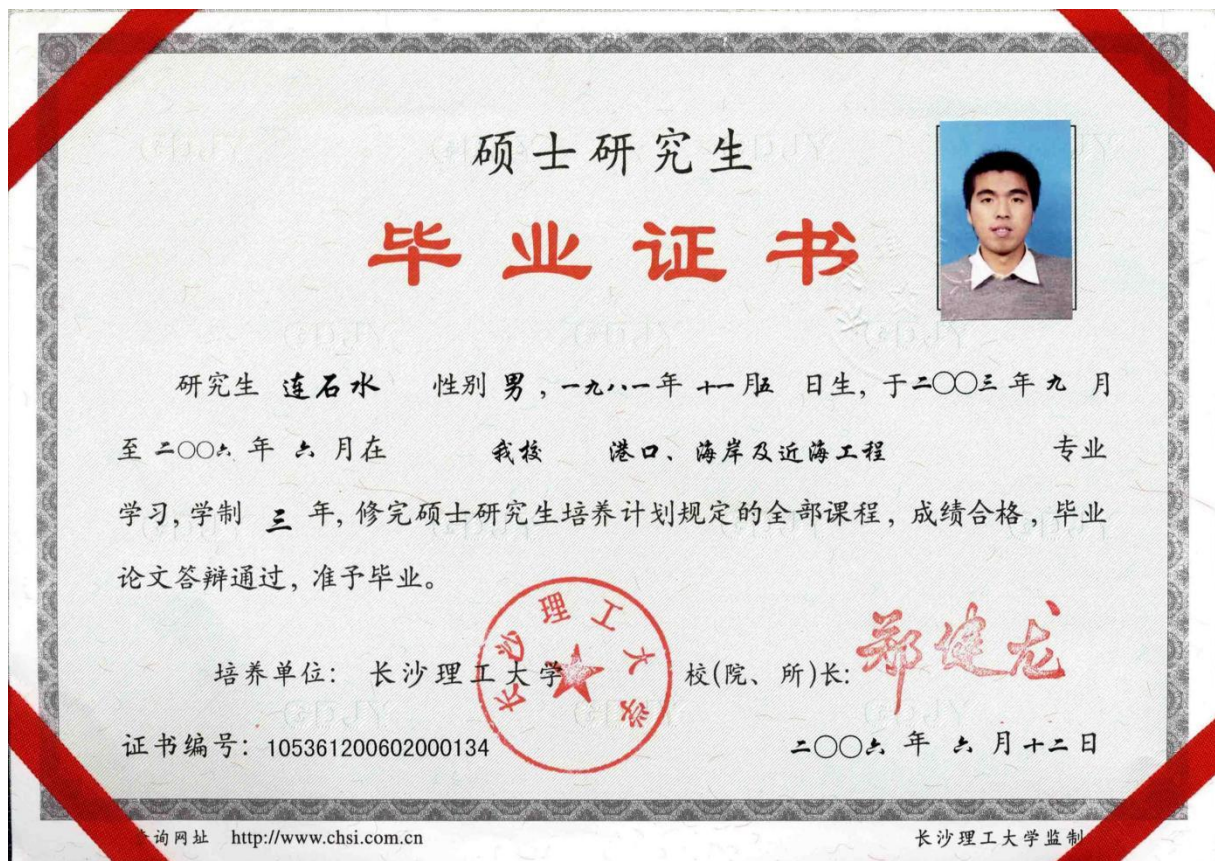 硕士研究生
毕业证书
研究生 连石水 性别 男，一九八一年 十一月五 日生，于二〇〇三年九 月
至二〇〇六年 六月在 我校 港口、海岸及近海工程 专业
学习，学制 三 年，修完硕士研究生培养计划规定的全部课程，成绩合格，毕业
论文答辩通过，准予毕业。
长沙理工大学
培养单位：长沙理工大学 校(院、所)长：郑健龙
证书编号：105361200602000134 二〇〇六 年 六 月十二日
询网址 http://www.chsi.com.cn 长沙理工大学监制